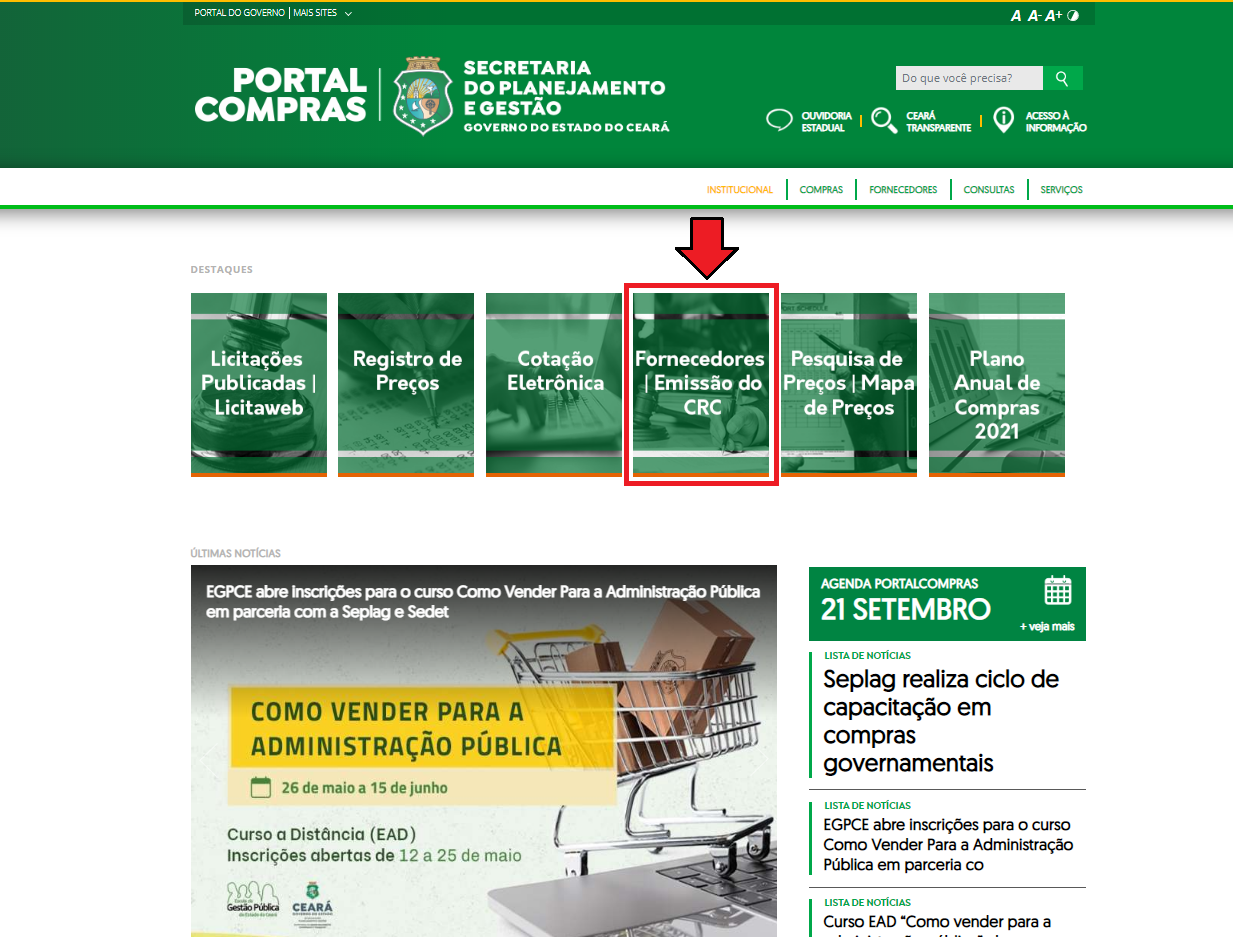 PORTAL DO GOVERNO | MAIS SITES
A A- A+
PORTAL
COMPRAS
SECRETARIA
DO PLANEJAMENTO
E GESTÃO
GOVERNO DO ESTADO DO CEARÁ
Do que você precisa?
OUVIDORIA
ESTADUAL
CEARÁ
TRANSPARENTE
ACESSO À
INFORMAÇÃO
INSTITUCIONAL
COMPRAS
FORNECEDORES
CONSULTAS
SERVIÇOS
DESTAQUES
Licitações
Publicadas |
Licitaweb
Registro de
Preços
Cotação
Eletrônica
Fornecedores
| Emissão do
CRC
Pesquisa de
Preços | Mapa
de Preços
Plano
Anual de
Compras
2021
ÚLTIMAS NOTÍCIAS
EGPCE abre inscrições para o curso Como Vender Para a Administração Pública
em parceria com a Seplag e Sedet
COMO VENDER PARA A
ADMINISTRAÇÃO PÚBLICA
26 de maio a 15 de junho
Curso a Distância (EAD)
Inscrições abertas de 12 a 25 de maio
Gestão Pública
do Estado do Ceará
CEARÁ
GOVERNO DO ESTADO
AGENDA PORTALCOMPRAS
21 SETEMBRO
+ veja mais
LISTA DE NOTÍCIAS
Seplag realiza ciclo de
capacitação em
compras
governamentais
LISTA DE NOTÍCIAS
EGPCE abre inscrições para o curso
Como Vender Para a Administração
Pública em parceria co
LISTA DE NOTÍCIAS
Curso EAD “Como vender para a